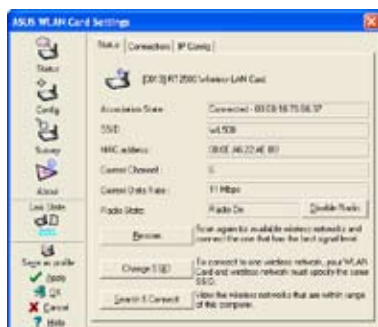 ASUS WLAN Card Settings
Status
Config
Survey
About
Link State
Save as profile
Apply
OK
Cancel
Help
Status Connection IP Config
Wireless LAN Card
Association State
Connected -
SSID
MAC address
Current Channel
Current Data Rate
11 Mbps
Radio State:
Radio On
Disable Radio
Rescan
Scan again for available wireless networks and
connect the one that has the best signal level.
Change SSID
To connect to one wireless network, your WLAN
Card and wireless network must specify the same
SSID.
Search & Connect
View the wireless networks that are within range
of this computer.